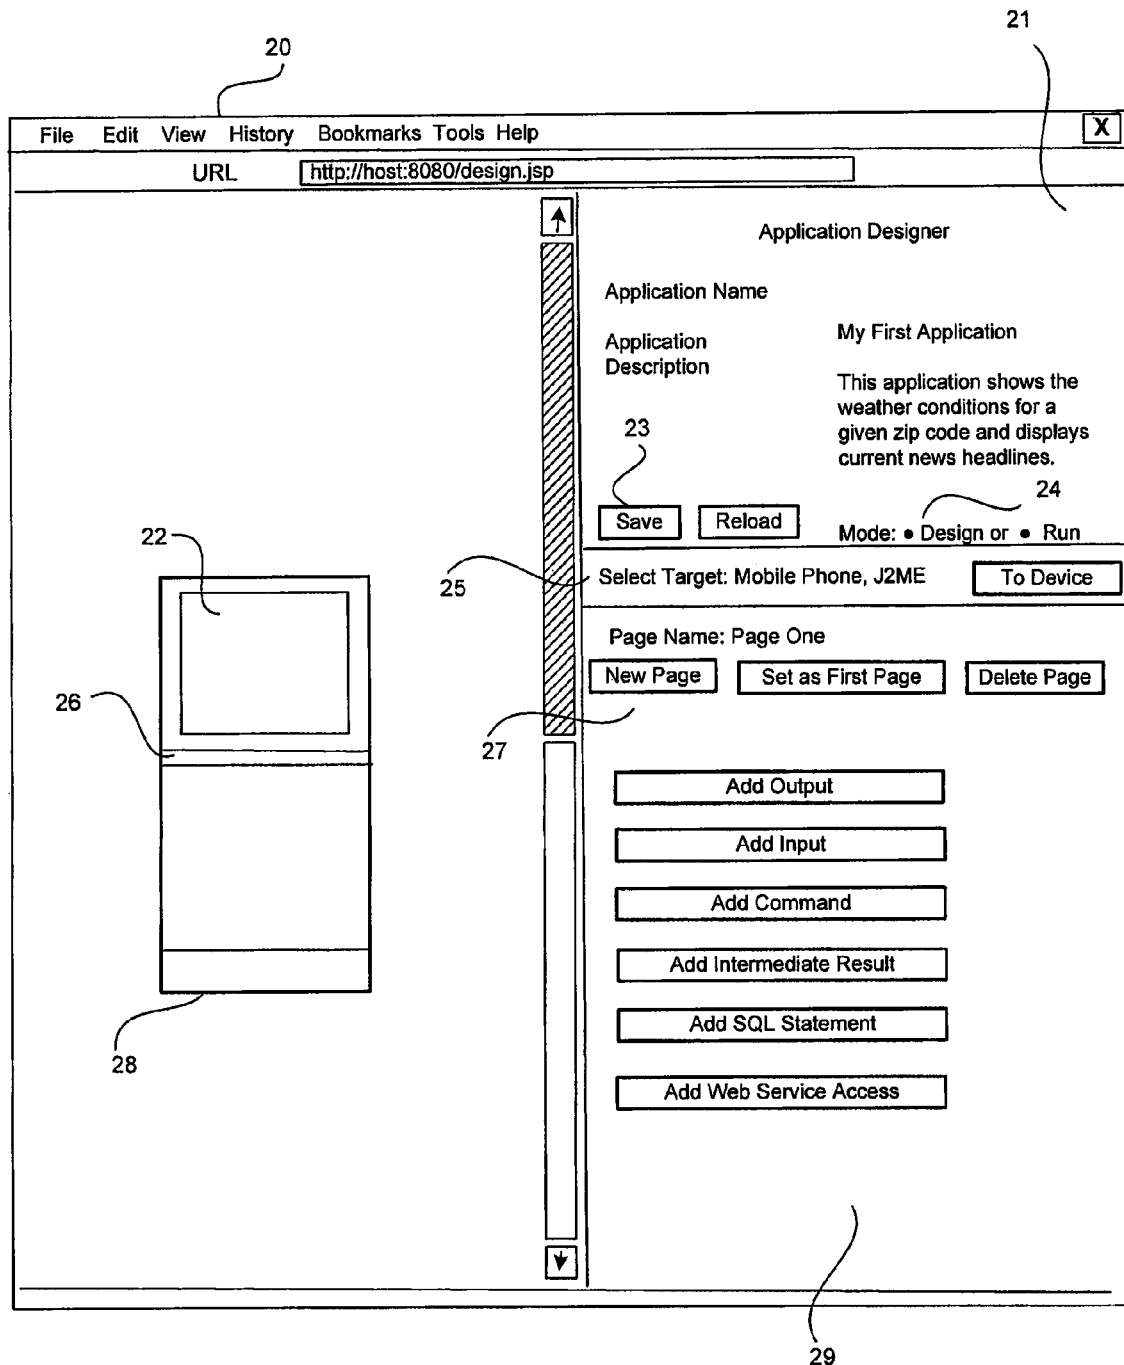 21
20
File Edit View History Bookmarks Tools Help X
URL http://host:8080/design.jsp
Application Designer
Application Name
My First Application
Application
Description
This application shows the
weather conditions for a
given zip code and displays
current news headlines.
23
24
Save Reload
Mode: • Design or • Run
22
25
Select Target: Mobile Phone, J2ME To Device
Page Name: Page One
New Page Set as First Page Delete Page
26
27
Add Output
Add Input
Add Command
Add Intermediate Result
Add SQL Statement
28
Add Web Service Access
29